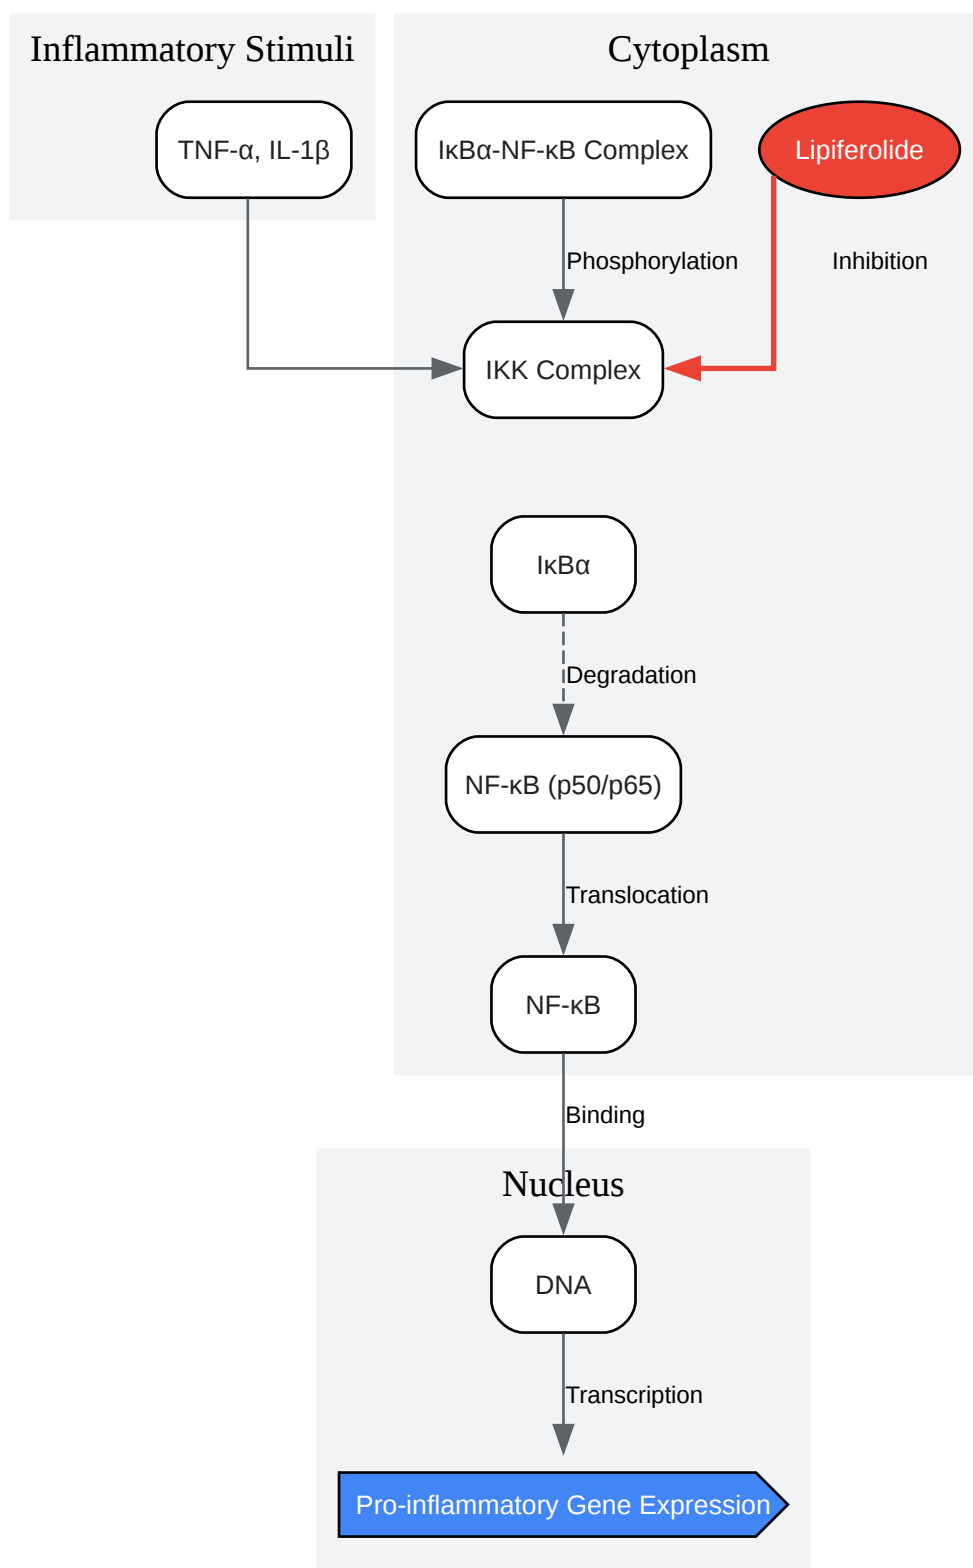 Inflammatory Stimuli
Cytoplasm
TNF-α, IL-1β
IκBα-NF-κB Complex
Lipiferolide
Phosphorylation
Inhibition
IKK Complex
IκBα
Degradation
NF-κB (p50/p65)
Translocation
NF-κB
Binding
Nucleus
DNA
Transcription
Pro-inflammatory Gene Expression